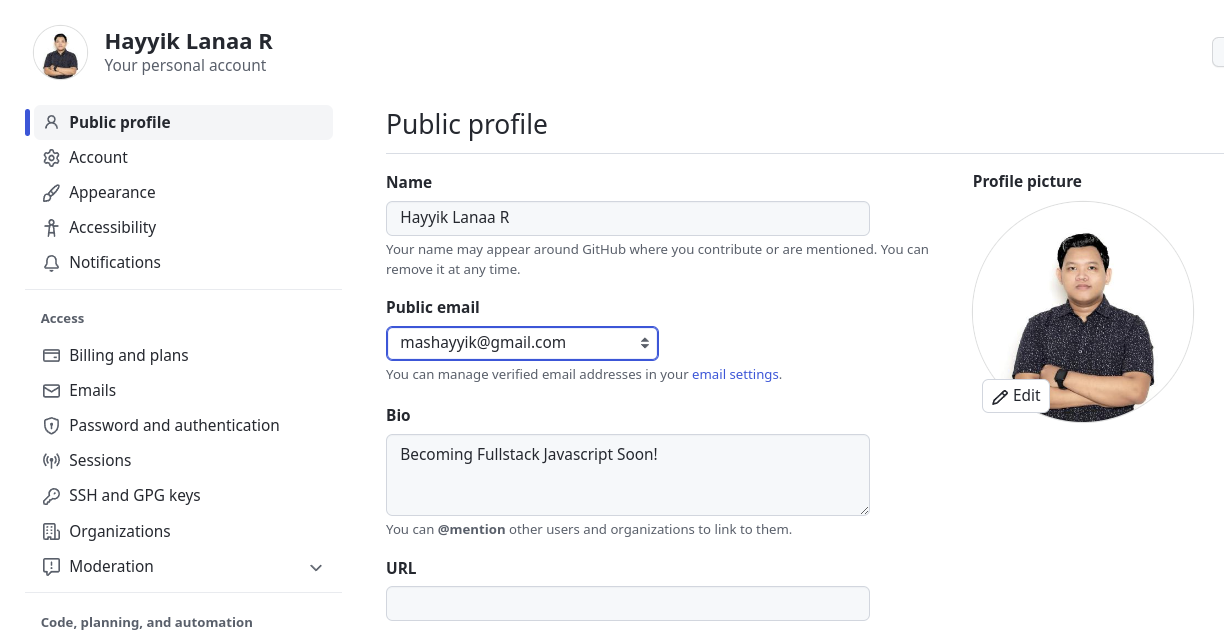 Hayyik Lanaa R
Your personal account
Public profile
Account
Appearance
Accessibility
Notifications
Access
Billing and plans
Emails
Password and authentication
Sessions
SSH and GPG keys
Organizations
Moderation
Code, planning, and automation
Public profile
Name
Hayyik Lanaa R
Your name may appear around GitHub where you contribute or are mentioned. You can
remove it at any time.
Public email
mashayyik@gmail.com
You can manage verified email addresses in your email settings.
Bio
Becoming Fullstack Javascript Soon!
You can @mention other users and organizations to link to them.
URL
Profile picture
Edit